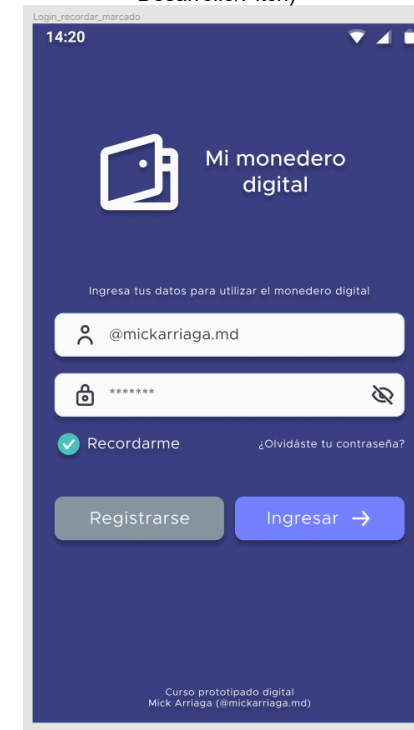 Login_recordar_marcado
14:20
Mi monedero
digital
Ingresa tus datos para utilizar el monedero digital
@mickarriaga.md
*******
Recordarme
¿Olvidáste tu contraseña?
Registrarse
Ingresar →
Curso prototipado digital
Mick Arriaga (@mickarriaga.md)